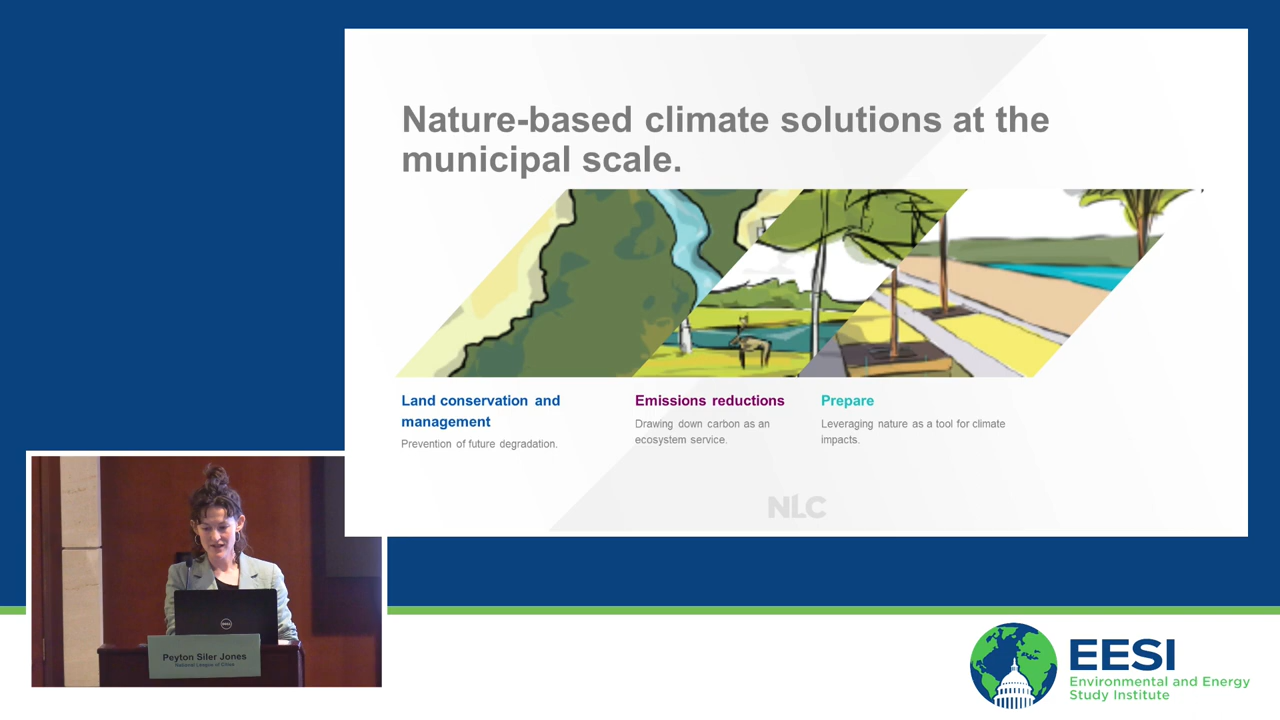 Nature-based climate solutions at the
municipal scale.
Land conservation and
management
Prevention of future degradation.
Emissions reductions
Drawing down carbon as an
ecosystem service.
Prepare
Leveraging nature as a tool for climate
impacts.
NLC
DELL
Peyton Siler Jones
National League of Cities
EESI
Environmental and Energy
Study Institute